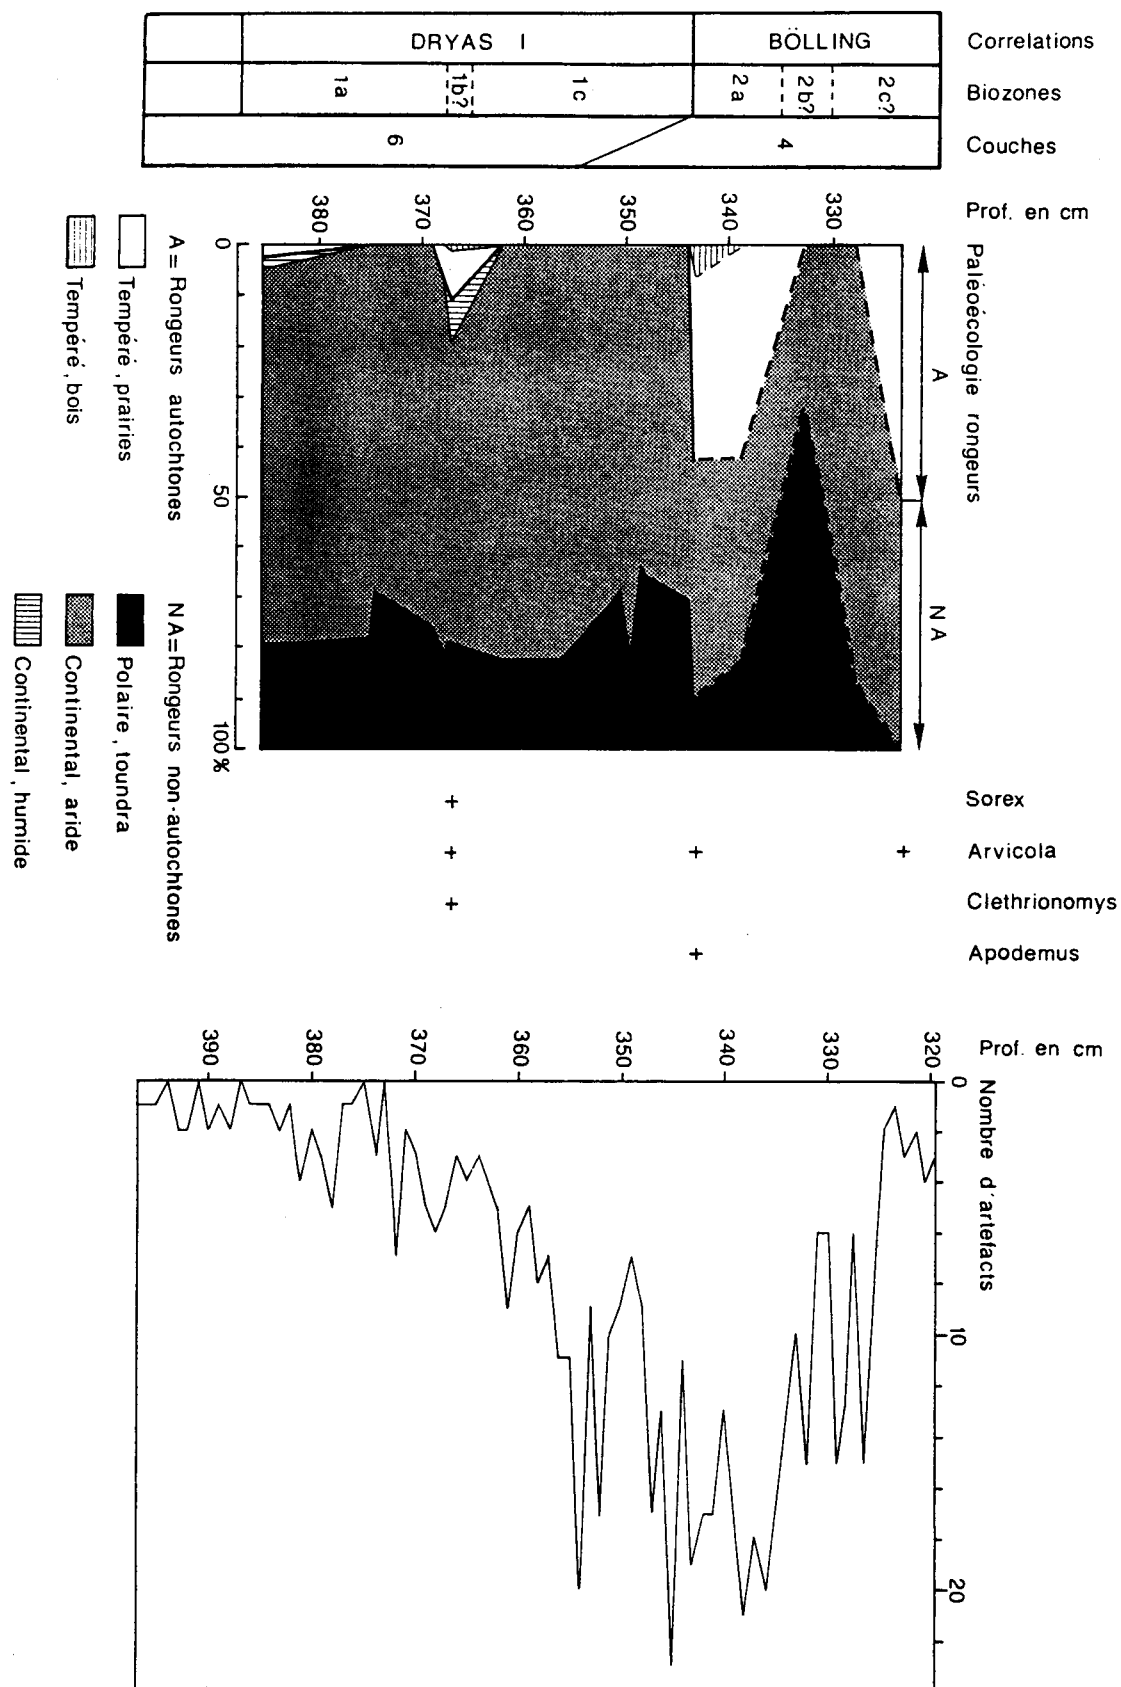 Correlations
BÖLLING
DRYAS I
Biozones
2c?
2b?
2a
1c
1b?
1a
Couches
4
6
Prof. en cm
330
340
350
360
370
380
Paléoécologie rongeurs
A
NA
0
50
100%
A = Rongeurs autochtones
NA = Rongeurs non-autochtones
Tempéré, prairies
Polaire, toundra
Tempéré, bois
Continental, aride
Continental, humide
Sorex
Arvicola
Clethrionomys
Apodemus
Prof. en cm
320
330
340
350
360
370
380
390
Nombre d'artefacts
0
10
20